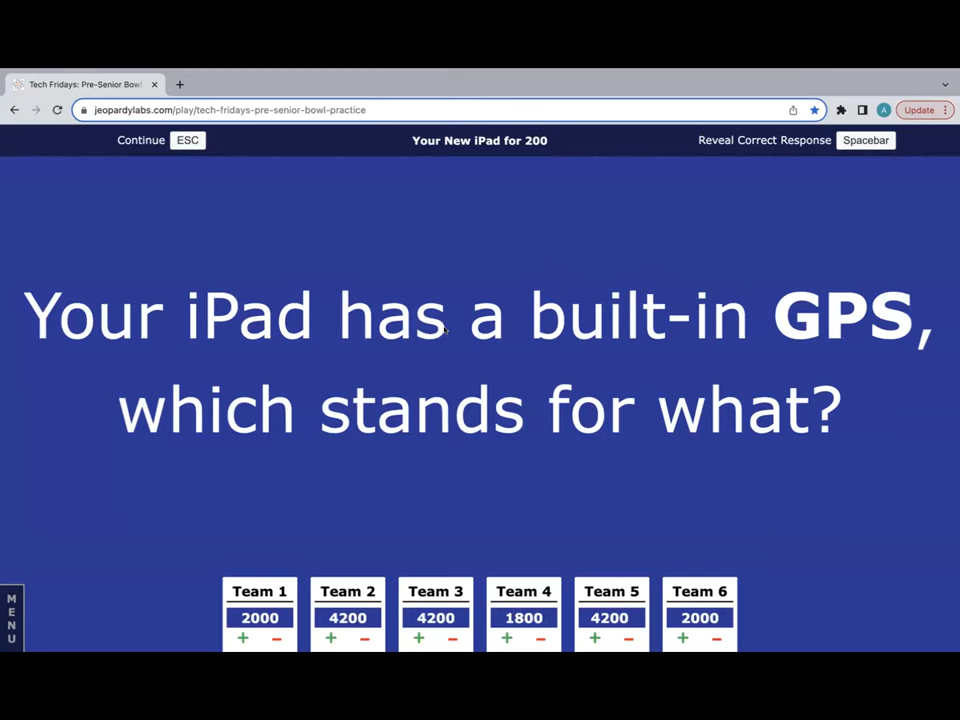 Tech Fridays: Pre-Senior Bowl
jeopardylabs.com/play/tech-fridays-pre-senior-bowl-practice
A
Update
Continue ESC
Your New iPad for 200
Reveal Correct Response Spacebar
Your iPad has a built-in GPS,
which stands for what?
MENU
Team 1 Team 2 Team 3 Team 4 Team 5 Team 6
2000 4200 4200 1800 4200 2000
+ − + − + − + − + − + −